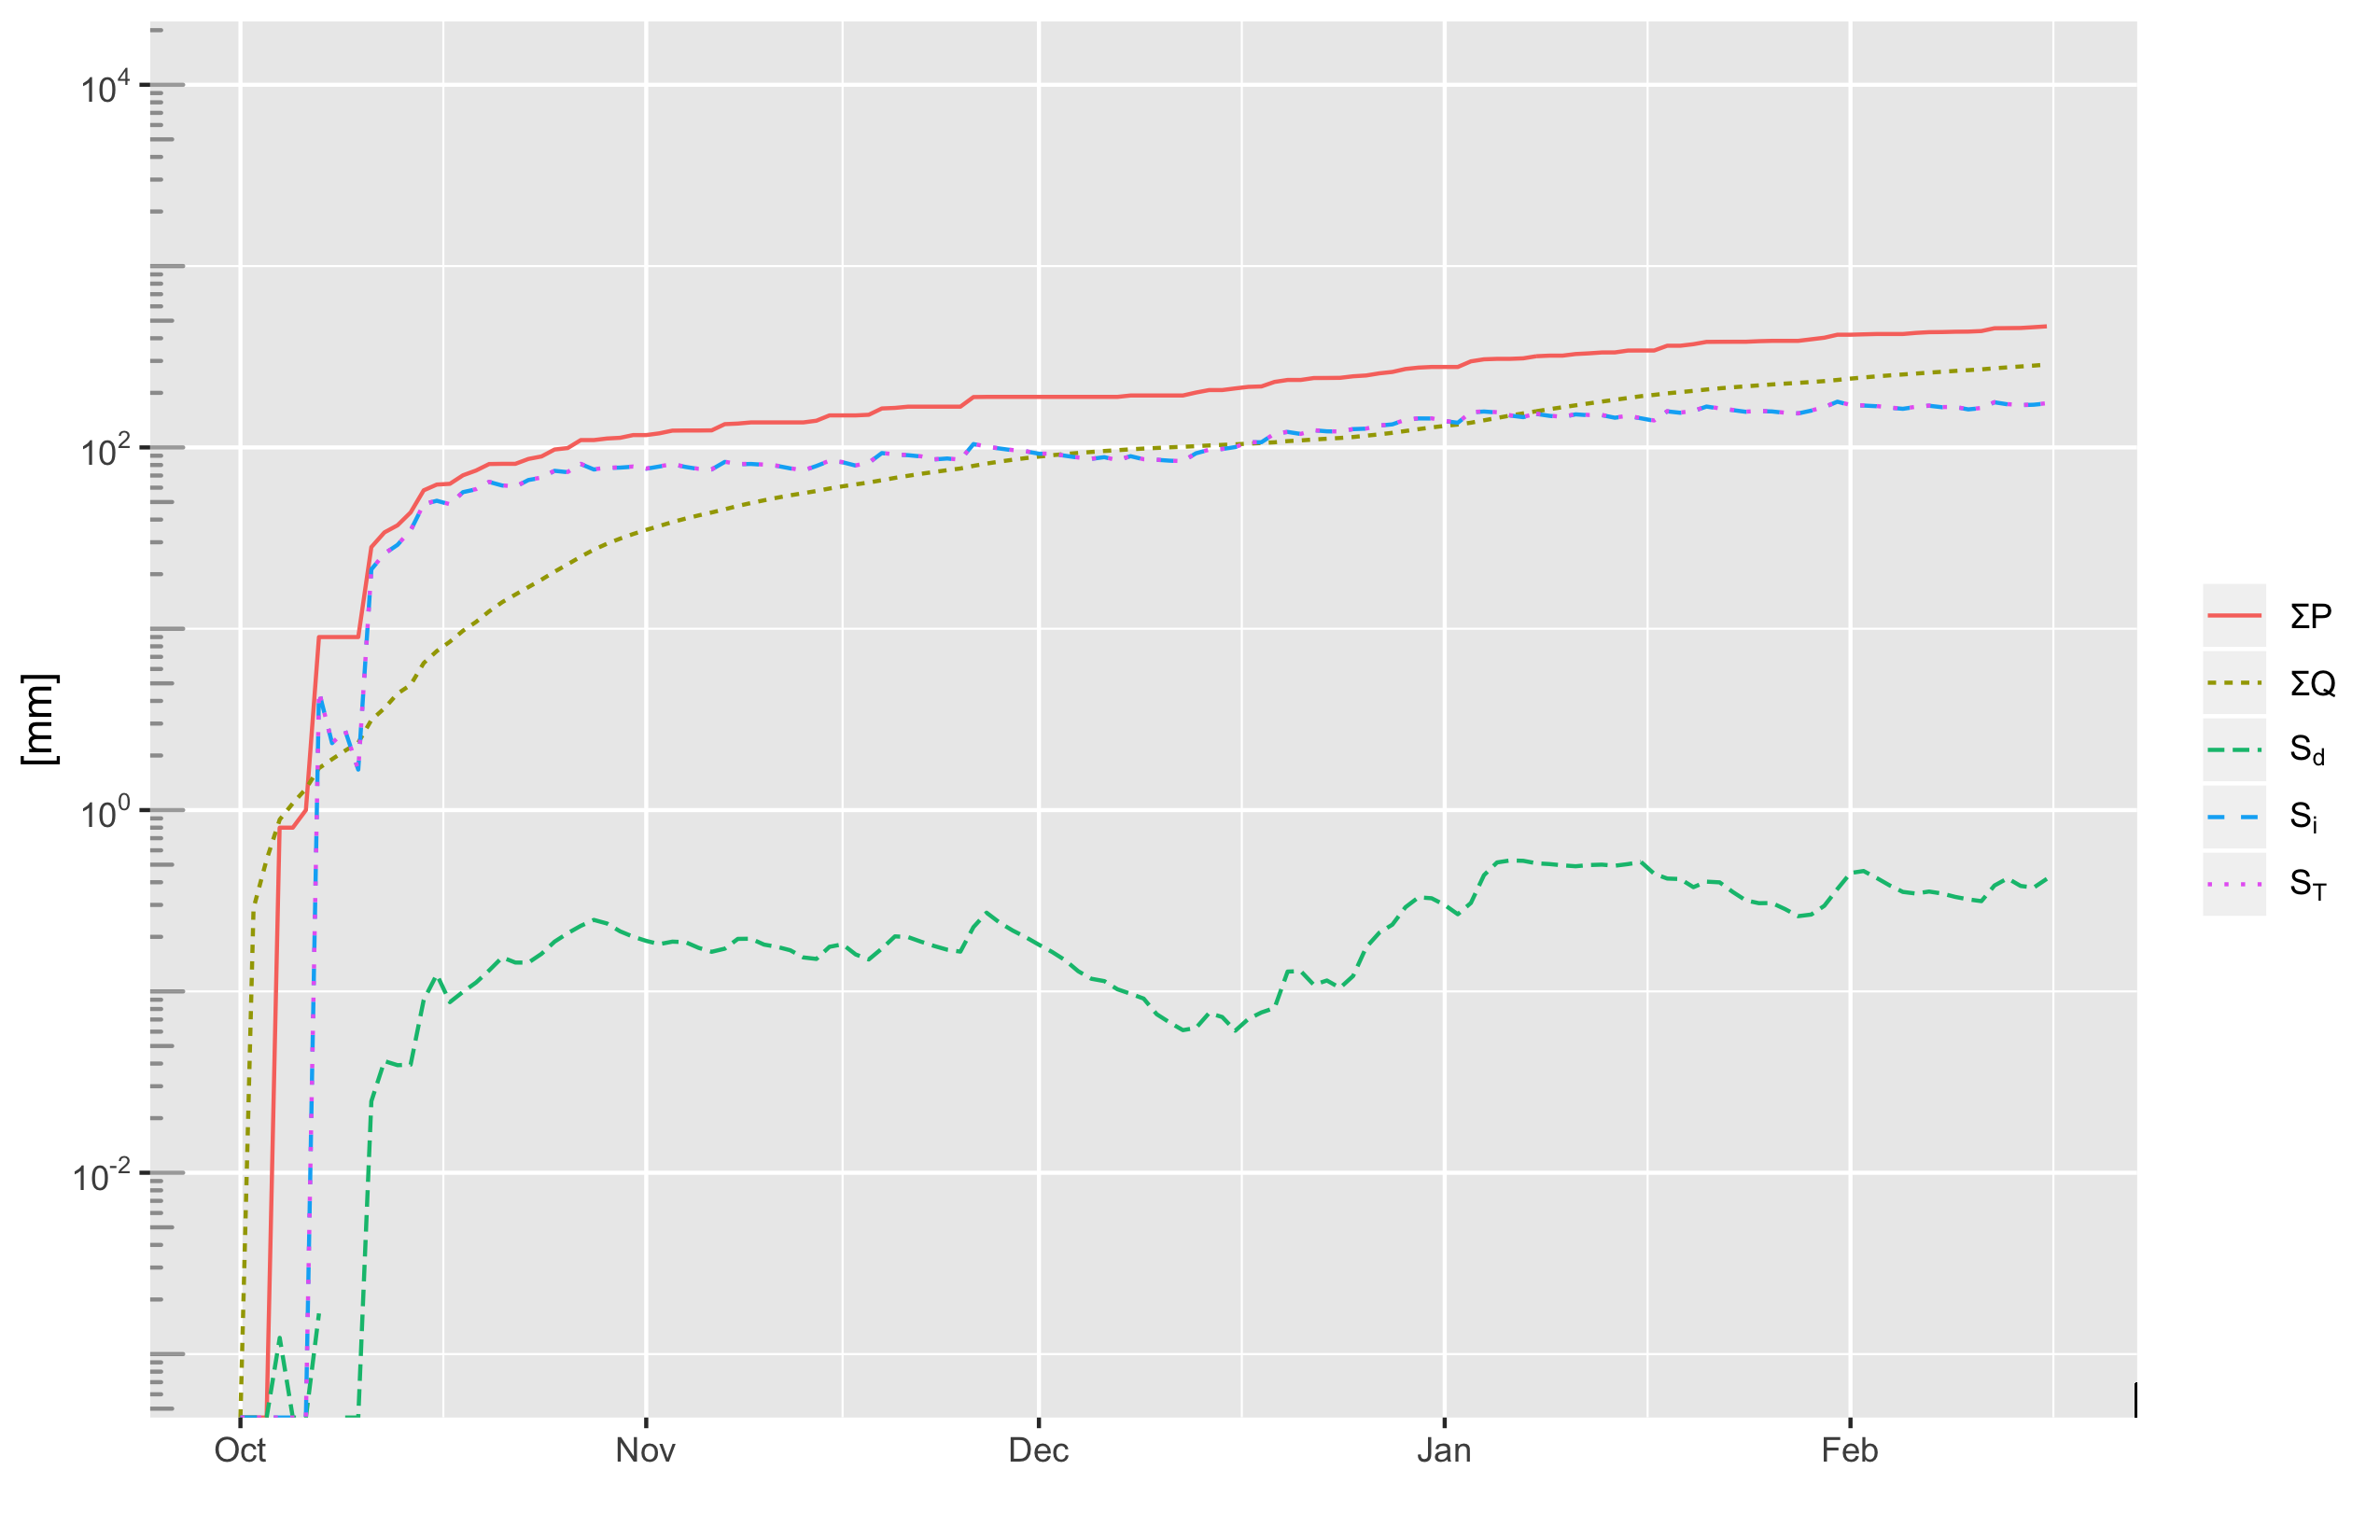 10⁴
10²
10⁰
10⁻²
[mm]
Oct Nov Dec Jan Feb
ΣP
ΣQ
S_d
S_i
S_T